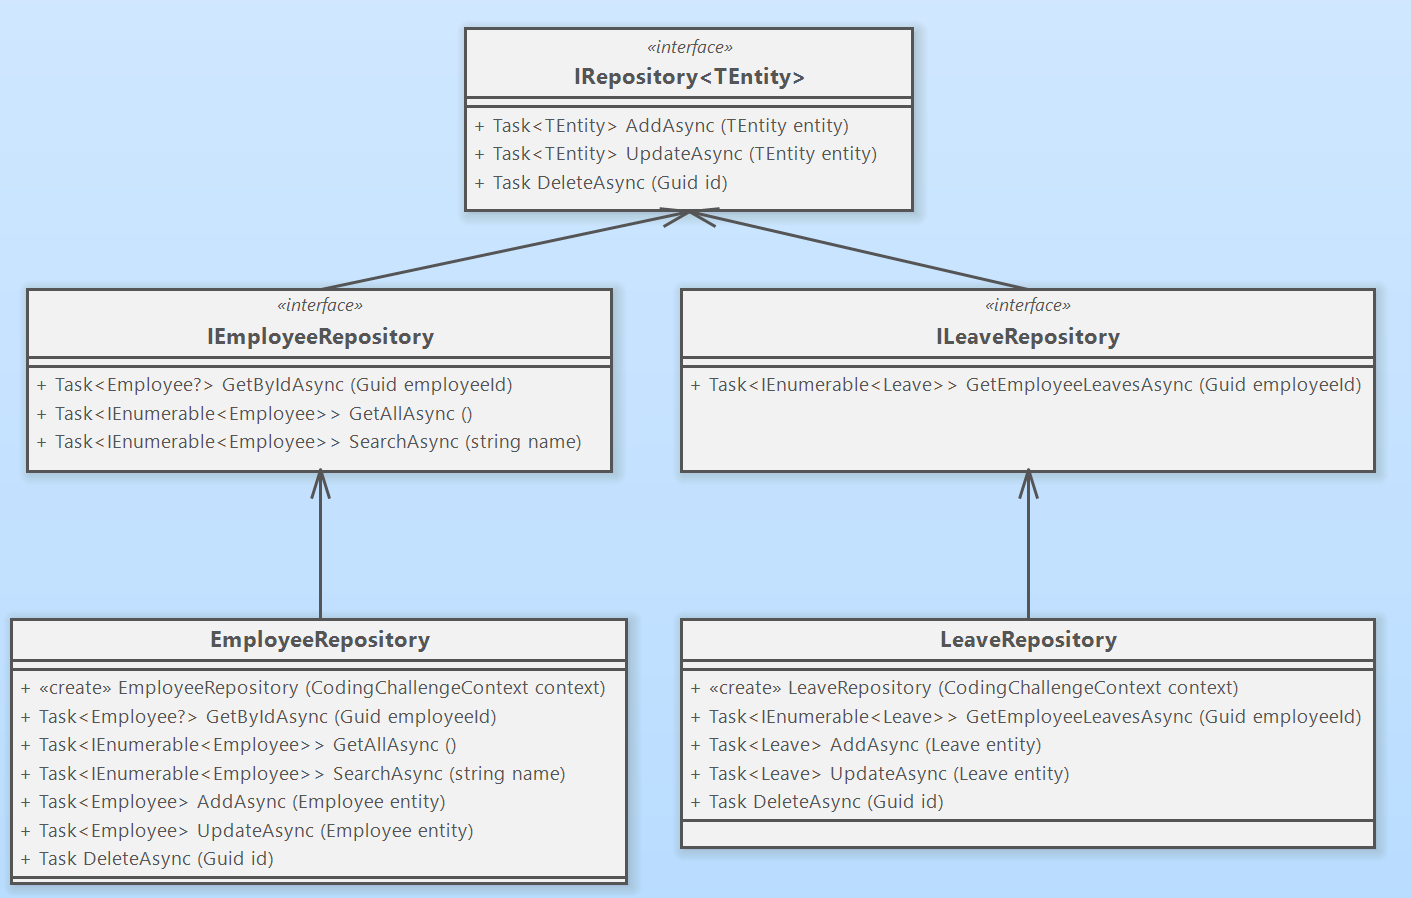 «interface»
IRepository<TEntity>
+ Task<TEntity> AddAsync (TEntity entity)
+ Task<TEntity> UpdateAsync (TEntity entity)
+ Task DeleteAsync (Guid id)
«interface»
IEmployeeRepository
+ Task<Employee?> GetByIdAsync (Guid employeeId)
+ Task<IEnumerable<Employee>> GetAllAsync ()
+ Task<IEnumerable<Employee>> SearchAsync (string name)
«interface»
ILeaveRepository
+ Task<IEnumerable<Leave>> GetEmployeeLeavesAsync (Guid employeeId)
EmployeeRepository
+ «create» EmployeeRepository (CodingChallengeContext context)
+ Task<Employee?> GetByIdAsync (Guid employeeId)
+ Task<IEnumerable<Employee>> GetAllAsync ()
+ Task<IEnumerable<Employee>> SearchAsync (string name)
+ Task<Employee> AddAsync (Employee entity)
+ Task<Employee> UpdateAsync (Employee entity)
+ Task DeleteAsync (Guid id)
LeaveRepository
+ «create» LeaveRepository (CodingChallengeContext context)
+ Task<IEnumerable<Leave>> GetEmployeeLeavesAsync (Guid employeeId)
+ Task<Leave> AddAsync (Leave entity)
+ Task<Leave> UpdateAsync (Leave entity)
+ Task DeleteAsync (Guid id)